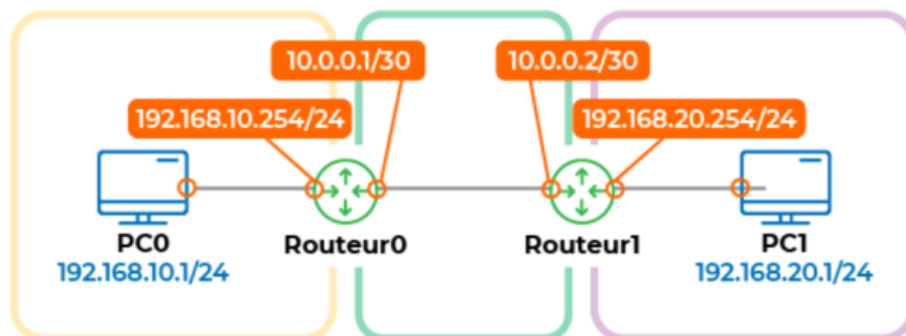 10.0.0.1/30
10.0.0.2/30
192.168.10.254/24
192.168.20.254/24
PC0
Routeur0
Routeur1
PC1
192.168.10.1/24
192.168.20.1/24